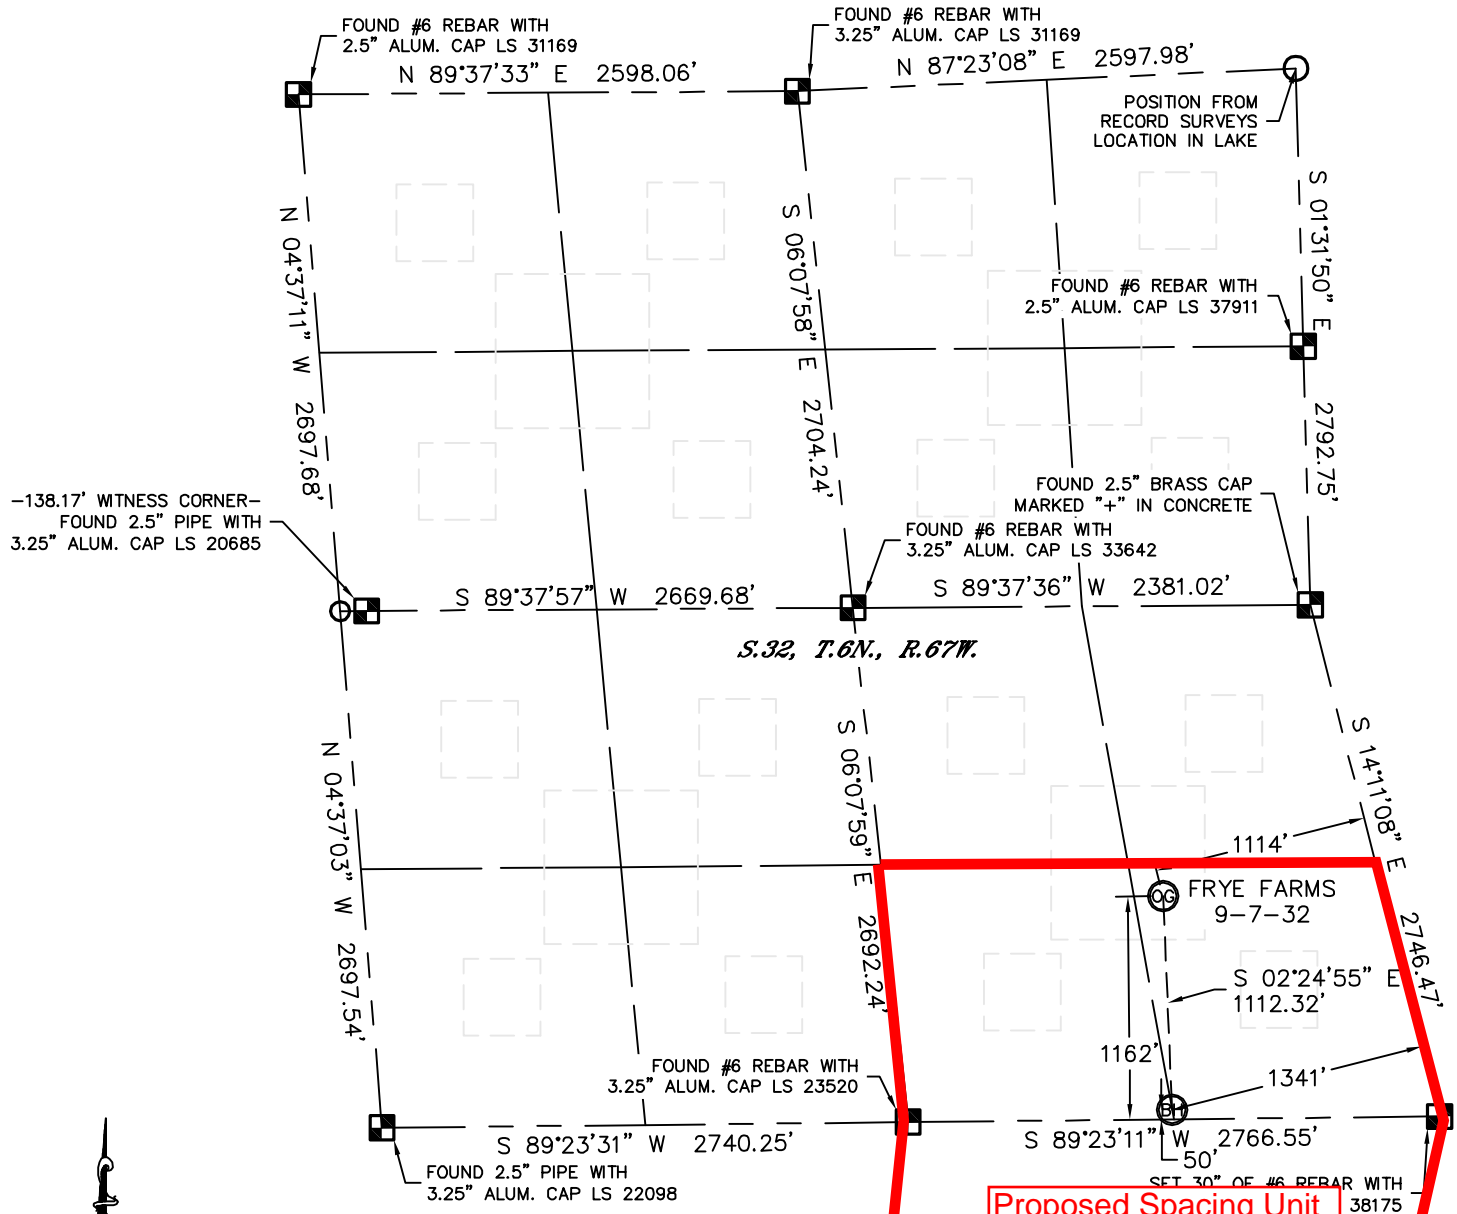 FOUND #6 REBAR WITH
2.5" ALUM. CAP LS 31169
FOUND #6 REBAR WITH
3.25" ALUM. CAP LS 31169
N 89°37'33" E 2598.06'
N 87°23'08" E 2597.98'
POSITION FROM
RECORD SURVEYS
LOCATION IN LAKE
N 04°37'11" W 2697.68'
S 06°07'58" E 2704.24'
S 01°31'50" E 2792.75'
FOUND #6 REBAR WITH
2.5" ALUM. CAP LS 37911
-138.17' WITNESS CORNER-
FOUND 2.5" PIPE WITH
3.25" ALUM. CAP LS 20685
FOUND 2.5" BRASS CAP
MARKED "+" IN CONCRETE
FOUND #6 REBAR WITH
3.25" ALUM. CAP LS 33642
S 89°37'57" W 2669.68'
S 89°37'36" W 2381.02'
S.32, T.6N., R.67W.
N 04°37'03" W 2697.54'
S 06°07'59" E 2692.24'
S 14°11'08" E 2746.47'
1114'
OG
FRYE FARMS
9-7-32
S 02°24'55" E
1112.32'
1162'
1341'
FOUND #6 REBAR WITH
3.25" ALUM. CAP LS 23520
S 89°23'31" W 2740.25'
S 89°23'11" W 2766.55'
50'
FOUND 2.5" PIPE WITH
3.25" ALUM. CAP LS 22098
SET 30" OF #6 REBAR WITH
38175
Proposed Spacing Unit